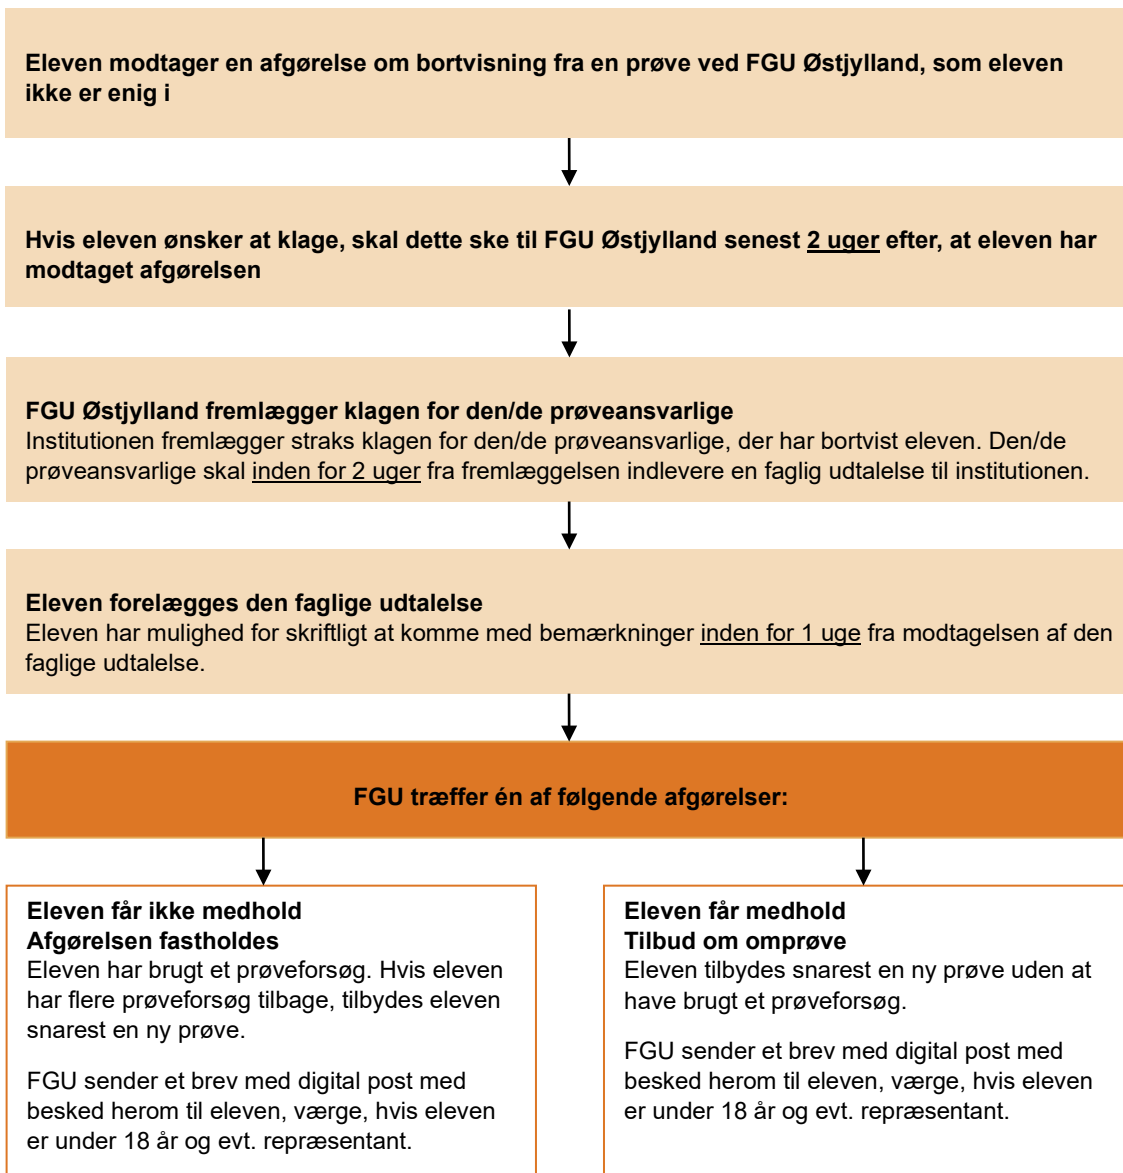 Eleven modtager en afgørelse om bortvisning fra en prøve ved FGU Østjylland, som eleven
ikke er enig i
Hvis eleven ønsker at klage, skal dette ske til FGU Østjylland senest 2 uger efter, at eleven har
modtaget afgørelsen
FGU Østjylland fremlægger klagen for den/de prøveansvarlige
Institutionen fremlægger straks klagen for den/de prøveansvarlige, der har bortvist eleven. Den/de
prøveansvarlige skal inden for 2 uger fra fremlæggelsen indlevere en faglig udtalelse til institutionen.
Eleven forelægges den faglige udtalelse
Eleven har mulighed for skriftligt at komme med bemærkninger inden for 1 uge fra modtagelsen af den
faglige udtalelse.
FGU træffer én af følgende afgørelser:
Eleven får ikke medhold
Afgørelsen fastholdes
Eleven har brugt et prøveforsøg. Hvis eleven
har flere prøveforsøg tilbage, tilbydes eleven
snarest en ny prøve.
FGU sender et brev med digital post med
besked herom til eleven, værge, hvis eleven
er under 18 år og evt. repræsentant.
Eleven får medhold
Tilbud om omprøve
Eleven tilbydes snarest en ny prøve uden at
have brugt et prøveforsøg.
FGU sender et brev med digital post med
besked herom til eleven, værge, hvis eleven
er under 18 år og evt. repræsentant.